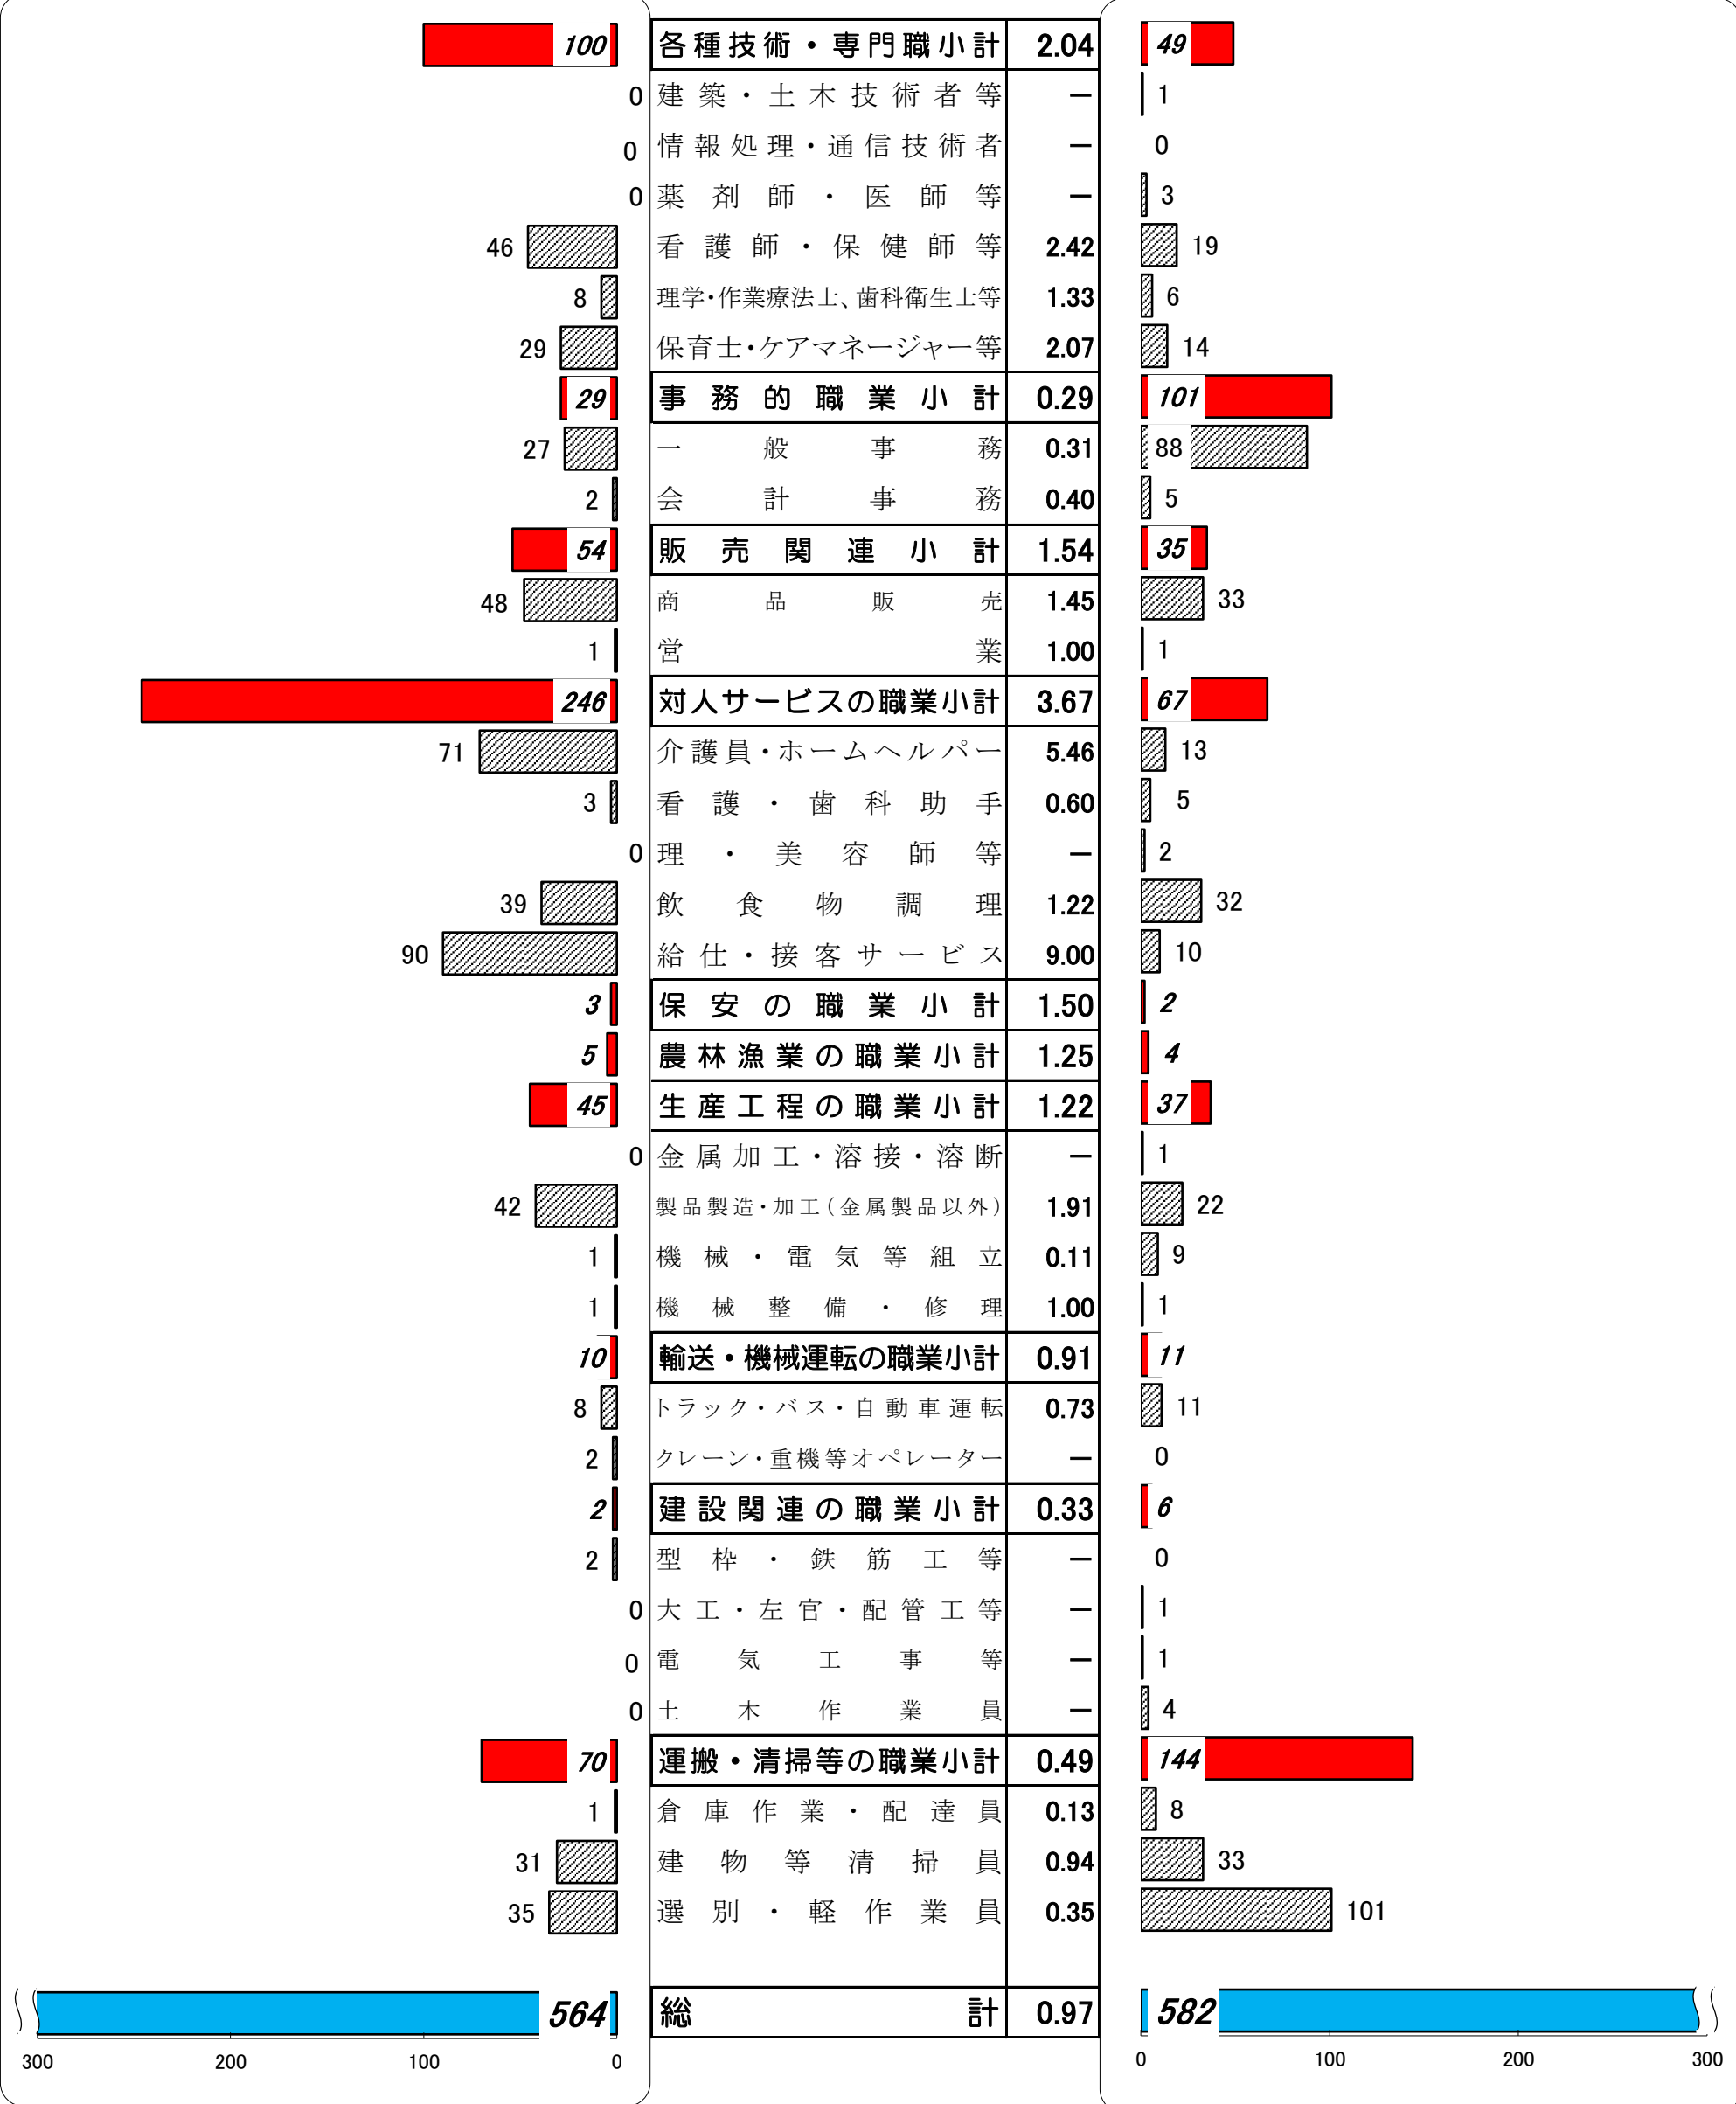 100 各種技術・専門職小計 2.04 49
0 建築・土木技術者等 － 1
0 情報処理・通信技術者 － 0
0 薬剤師・医師等 － 3
46 看護師・保健師等 2.42 19
8 理学・作業療法士、歯科衛生士等 1.33 6
29 保育士・ケアマネージャー等 2.07 14
29 事務的職業小計 0.29 101
27 一般事務 0.31 88
2 会計事務 0.40 5
54 販売関連小計 1.54 35
48 商品販売 1.45 33
1 営業 1.00 1
246 対人サービスの職業小計 3.67 67
71 介護員・ホームヘルパー 5.46 13
3 看護・歯科助手 0.60 5
0 理・美容師等 － 2
39 飲食物調理 1.22 32
90 給仕・接客サービス 9.00 10
3 保安の職業小計 1.50 2
5 農林漁業の職業小計 1.25 4
45 生産工程の職業小計 1.22 37
0 金属加工・溶接・溶断 － 1
42 製品製造・加工(金属製品以外) 1.91 22
1 機械・電気等組立 0.11 9
1 機械整備・修理 1.00 1
10 輸送・機械運転の職業小計 0.91 11
8 トラック・バス・自動車運転 0.73 11
2 クレーン・重機等オペレーター － 0
2 建設関連の職業小計 0.33 6
2 型枠・鉄筋工等 － 0
0 大工・左官・配管工等 － 1
0 電気工事等 － 1
0 土木作業員 － 4
70 運搬・清掃等の職業小計 0.49 144
1 倉庫作業・配達員 0.13 8
31 建物等清掃員 0.94 33
35 選別・軽作業員 0.35 101
564 総計 0.97 582
300 200 100 0 0 100 200 300